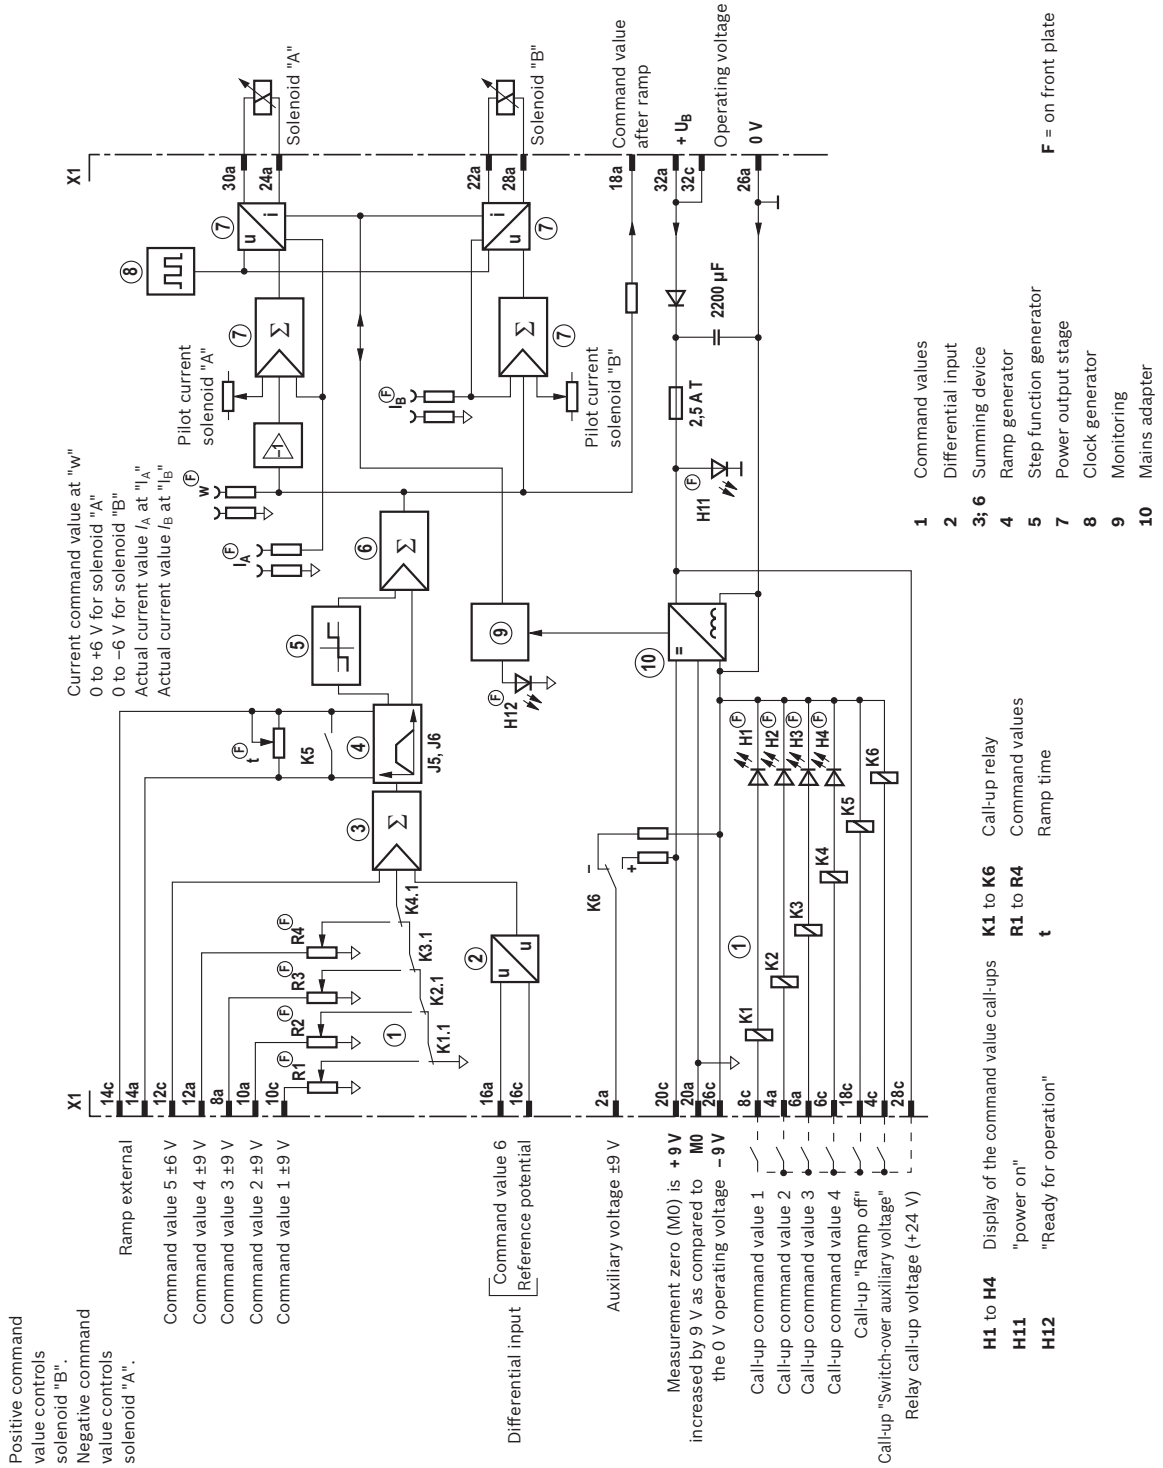 Positive command
value controls
solenoid "B".
Negative command
value controls
solenoid "A".
Ramp external
Command value 5 ±6 V
Command value 4 ±9 V
Command value 3 ±9 V
Command value 2 ±9 V
Command value 1 ±9 V
Differential input
Command value 6
Reference potential
Auxiliary voltage ±9 V
Measurement zero (M0) is
increased by 9 V as compared to
the 0 V operating voltage
+ 9 V
M0
− 9 V
Call-up command value 1
Call-up command value 2
Call-up command value 3
Call-up command value 4
Call-up "Ramp off"
Call-up "Switch-over auxiliary voltage"
Relay call-up voltage (+24 V)
X1
14c
14a
12c
12a
8a
10a
10c
16a
16c
2a
20c
20a
26c
8c
4a
6a
6c
18c
4c
28c
F
R1
F
R2
F
R3
F
R4
1
K1.1
K2.1
K3.1
K4.1
2
u
u
3
Σ
4
J5, J6
F
t
K5
5
6
Σ
K6
−
+
1
K1
K2
K3
K4
K5
K6
H1
F
H2
F
H3
F
H4
F
9
F
H12
10
=
F
H11
2,5 A T
2200 µF
Current command value at "w"
0 to +6 V for solenoid "A"
0 to −6 V for solenoid "B"
Actual current value IA at "IA"
Actual current value IB at "IB"
F
IA
F
w
−1
Pilot current
solenoid "A"
7
Σ
8
7
u
i
F
IB
Pilot current
solenoid "B"
7
Σ
7
u
i
X1
30a
24a
22a
28a
18a
32a
32c
26a
Solenoid "A"
Solenoid "B"
Command value
after ramp
+ UB
Operating voltage
0 V
F = on front plate
H1 to H4 Display of the command value call-ups
H11 "power on"
H12 "Ready for operation"
K1 to K6 Call-up relay
R1 to R4 Command values
t Ramp time
1 Command values
2 Differential input
3; 6 Summing device
4 Ramp generator
5 Step function generator
7 Power output stage
8 Clock generator
9 Monitoring
10 Mains adapter